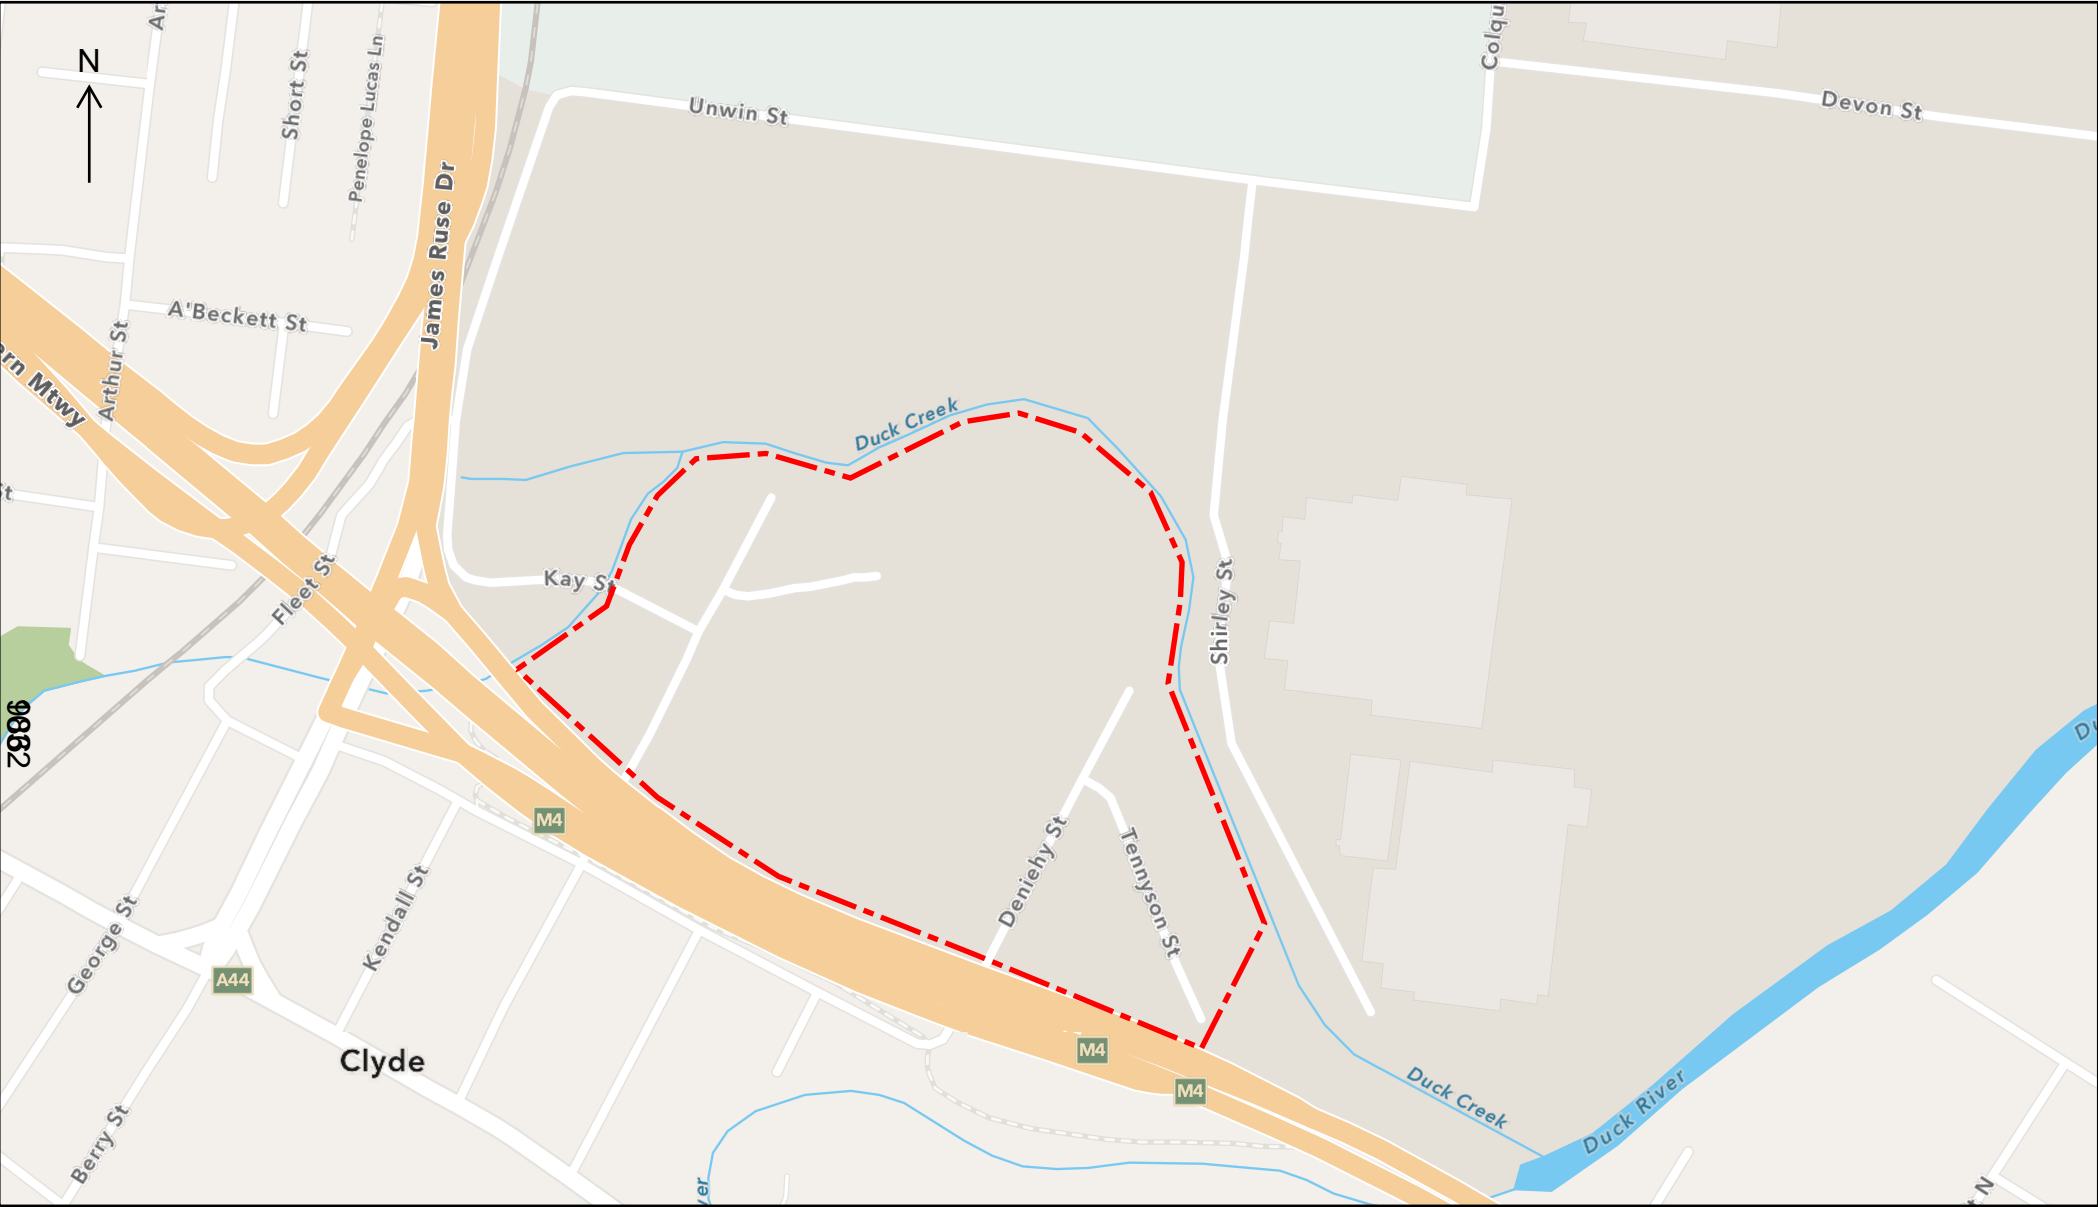 N
Short St
Penelope Lucas Ln
Unwin St
Devon St
James Ruse Dr
A'Beckett St
Arthur St
Mtwy
Duck Creek
Kay St
Fleet St
Shirley St
M4
Deniehy St
Tennyson St
George St
Kendall St
A44
Clyde
M4
M4
Duck Creek
Duck River
Berry St